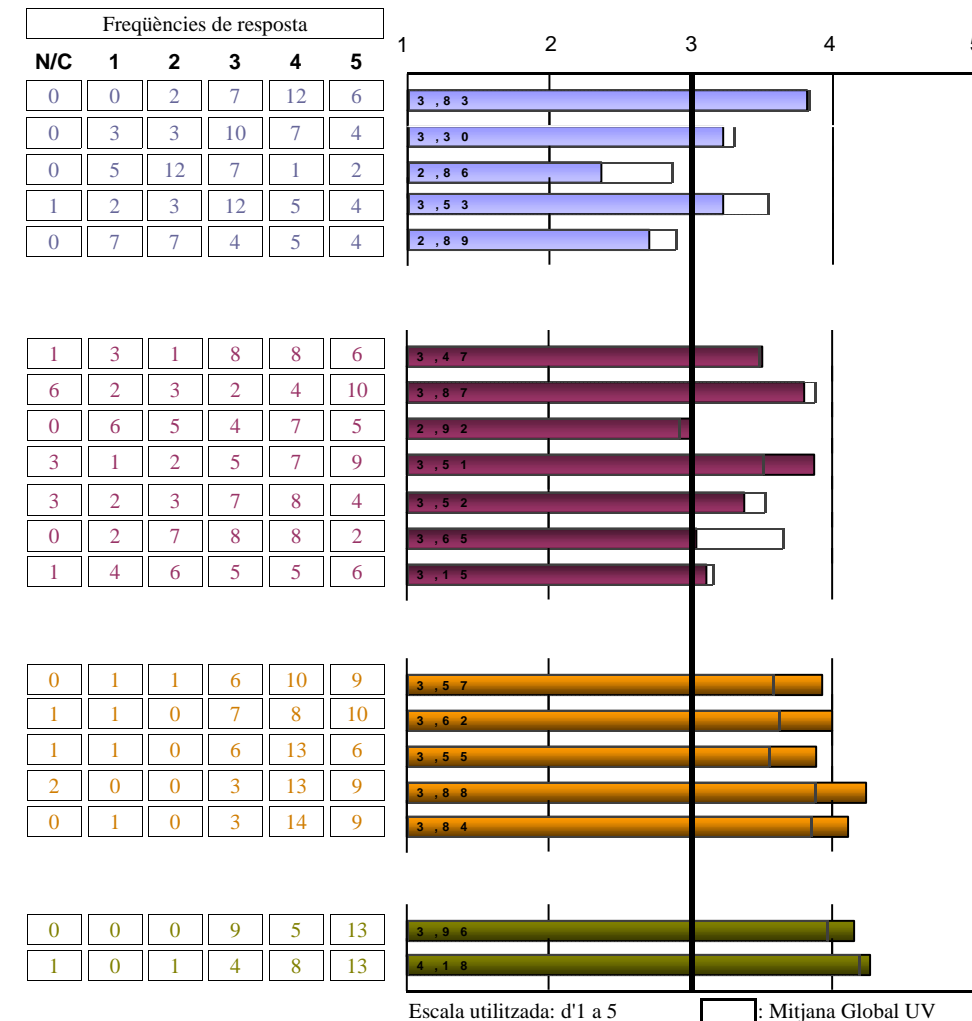 Freqüències de resposta
1 2 3 4
N/C 1 2 3 4 5
0 0 2 7 12 6 3,83
0 3 3 10 7 4 3,30
0 5 12 7 1 2 2,86
1 2 3 12 5 4 3,53
0 7 7 4 5 4 2,89
1 3 1 8 8 6 3,47
6 2 3 2 4 10 3,87
0 6 5 4 7 5 2,92
3 1 2 5 7 9 3,51
3 2 3 7 8 4 3,52
0 2 7 8 8 2 3,65
1 4 6 5 5 6 3,15
0 1 1 6 10 9 3,57
1 1 0 7 8 10 3,62
1 1 0 6 13 6 3,55
2 0 0 3 13 9 3,88
0 1 0 3 14 9 3,84
0 0 0 9 5 13 3,96
1 0 1 4 8 13 4,18
Escala utilitzada: d'1 a 5 : Mitjana Global UV